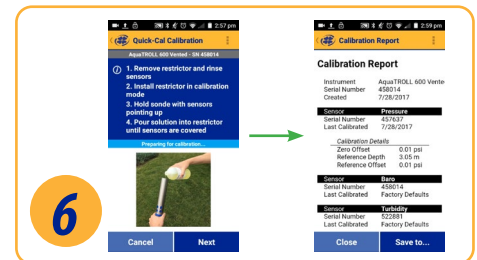 2:57 pm
Quick-Cal Calibration
AquaTROLL 600 Vented - SN 458014
1. Remove restrictor and rinse
sensors
2. Install restrictor in calibration
mode
3. Hold sonde with sensors
pointing up
4. Pour solution into restrictor
until sensors are covered
Preparing for calibration...
Cancel Next
6
2:59 pm
Calibration Report
Calibration Report
Instrument AquaTROLL 600 Vente
Serial Number 458014
Created 7/28/2017
Sensor Pressure
Serial Number 457637
Last Calibrated 7/28/2017
Calibration Details
Zero Offset 0.01 psi
Reference Depth 3.05 m
Reference Offset 0.01 psi
Sensor Baro
Serial Number 458014
Last Calibrated Factory Defaults
Sensor Turbidity
Serial Number 522881
Last Calibrated Factory Defaults
Close Save to...